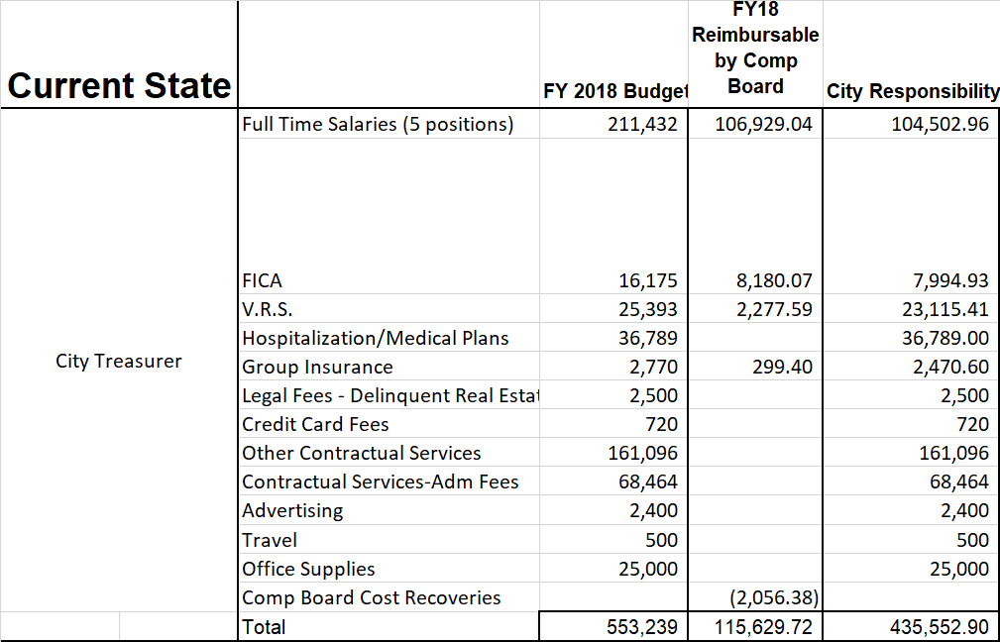 Current State FY 2018 Budget FY18 Reimbursable by Comp Board City Responsibility
City Treasurer
Full Time Salaries (5 positions) 211,432 106,929.04 104,502.96
FICA 16,175 8,180.07 7,994.93
V.R.S. 25,393 2,277.59 23,115.41
Hospitalization/Medical Plans 36,789 36,789.00
Group Insurance 2,770 299.40 2,470.60
Legal Fees - Delinquent Real Estat 2,500 2,500
Credit Card Fees 720 720
Other Contractual Services 161,096 161,096
Contractual Services-Adm Fees 68,464 68,464
Advertising 2,400 2,400
Travel 500 500
Office Supplies 25,000 25,000
Comp Board Cost Recoveries (2,056.38)
Total 553,239 115,629.72 435,552.90